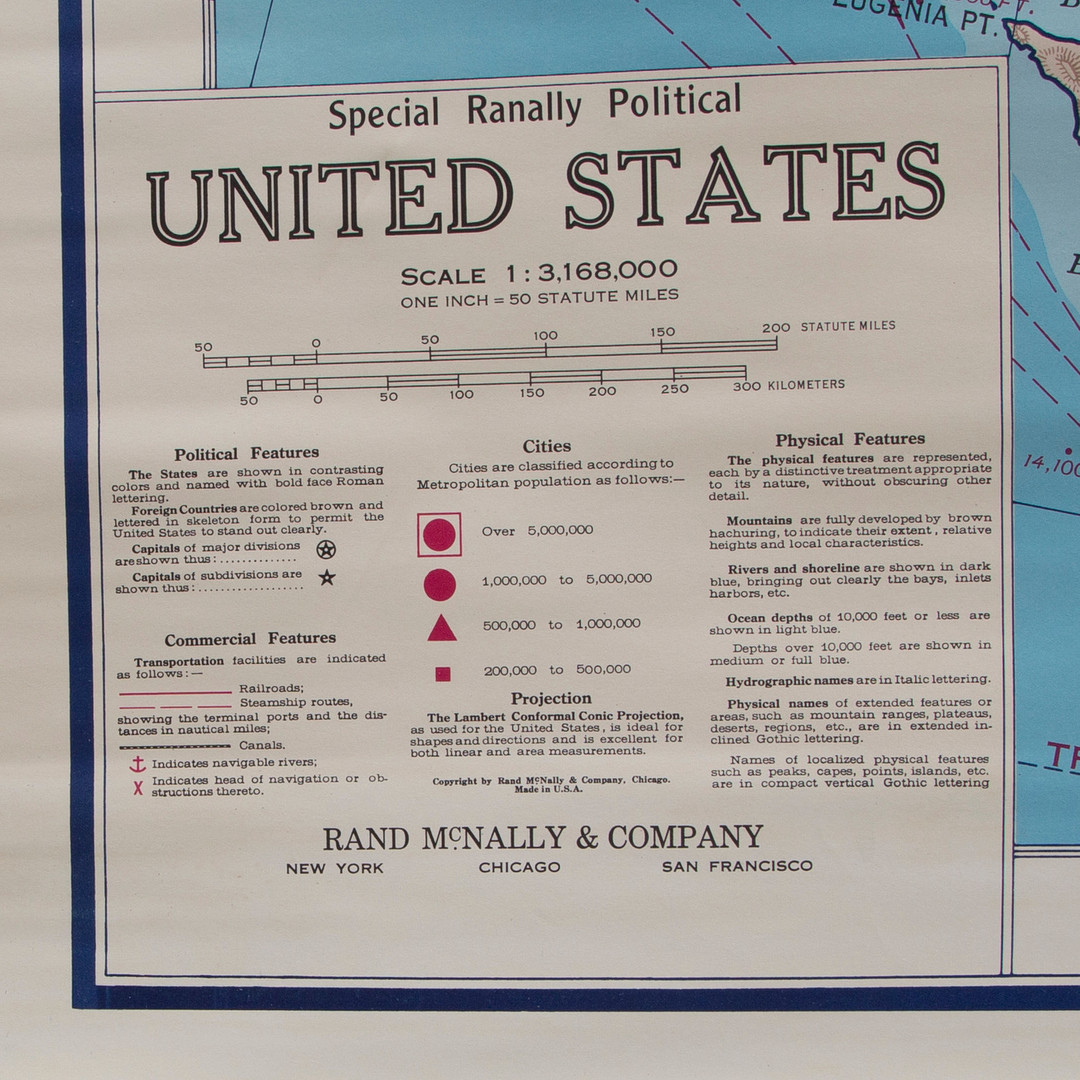 EUGENIA PT.
Special Ranally Political
UNITED STATES
SCALE 1:3,168,000
ONE INCH = 50 STATUTE MILES
50 0 50 100 150 200 STATUTE MILES
50 0 50 100 150 200 250 300 KILOMETERS
Political Features
The States are shown in contrasting
colors and named with bold face Roman
lettering.
Foreign Countries are colored brown and
lettered in skeleton form to permit the
United States to stand out clearly.
Capitals of major divisions
are shown thus: ..............
Capitals of subdivisions are
shown thus: ...................
Commercial Features
Transportation facilities are indicated
as follows:—
Railroads;
Steamship routes,
showing the terminal ports and the dis-
tances in nautical miles;
Canals.
Indicates navigable rivers;
Indicates head of navigation or ob-
structions thereto.
Cities
Cities are classified according to
Metropolitan population as follows:—
Over 5,000,000
1,000,000 to 5,000,000
500,000 to 1,000,000
200,000 to 500,000
Projection
The Lambert Conformal Conic Projection,
as used for the United States, is ideal for
shapes and directions and is excellent for
both linear and area measurements.
Copyright by Rand McNally & Company, Chicago.
Made in U.S.A.
Physical Features
The physical features are represented,
each by a distinctive treatment appropriate
to its nature, without obscuring other
detail.
Mountains are fully developed by brown
hachuring, to indicate their extent, relative
heights and local characteristics.
Rivers and shoreline are shown in dark
blue, bringing out clearly the bays, inlets
harbors, etc.
Ocean depths of 10,000 feet or less are
shown in light blue.
Depths over 10,000 feet are shown in
medium or full blue.
Hydrographic names are in Italic lettering.
Physical names of extended features or
areas, such as mountain ranges, plateaus,
deserts, regions, etc., are in extended in-
clined Gothic lettering.
Names of localized physical features
such as peaks, capes, points, islands, etc.
are in compact vertical Gothic lettering
RAND McNALLY & COMPANY
NEW YORK CHICAGO SAN FRANCISCO